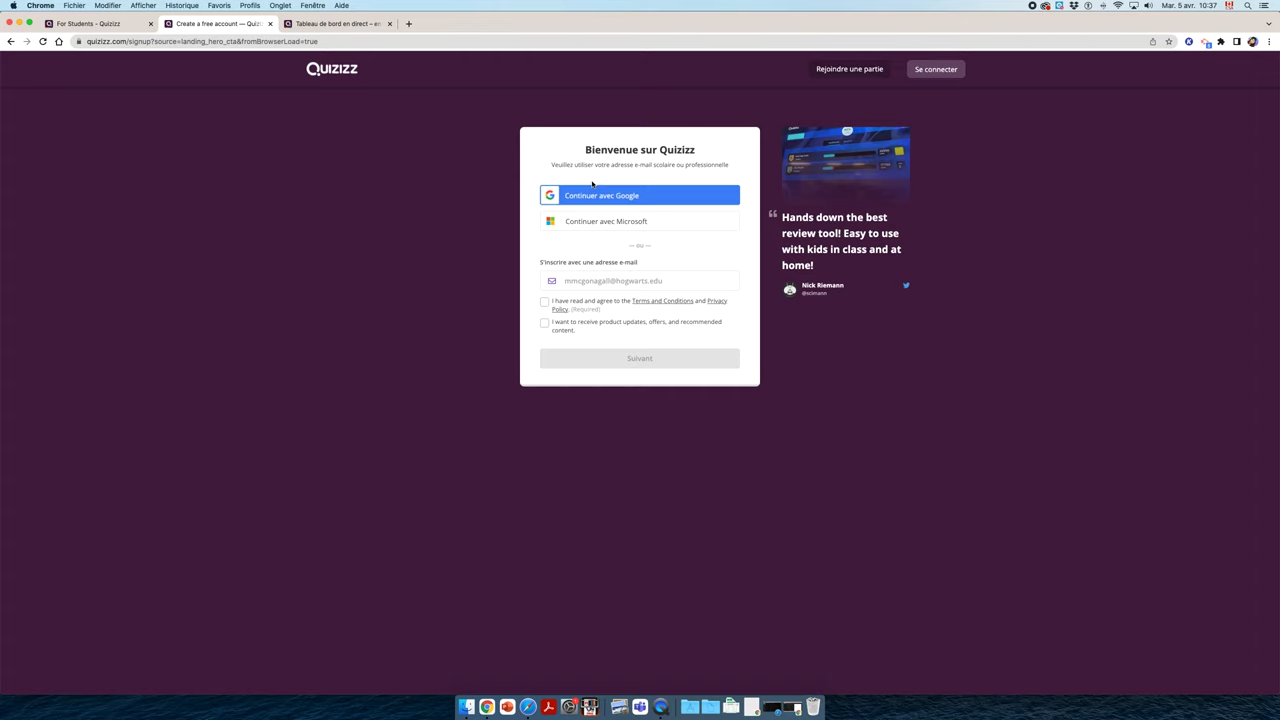 Chrome Fichier Modifier Afficher Historique Favoris Profils Onglet Fenêtre Aide Mar. 5 avr. 10:37
For Students - Quizizz
Create a free account — Quiz
Tableau de bord en direct – en
quizizz.com/signup?source=landing_hero_cta&fromBrowserLoad=true
QUIZIZZ
Rejoindre une partie
Se connecter
Bienvenue sur Quizizz
Veuillez utiliser votre adresse e-mail scolaire ou professionnelle
Continuer avec Google
Continuer avec Microsoft
— ou —
S'inscrire avec une adresse e-mail
mmcgonagall@hogwarts.edu
I have read and agree to the Terms and Conditions and Privacy
Policy. (Required)
I want to receive product updates, offers, and recommended
content.
Suivant
Hands down the best
review tool! Easy to use
with kids in class and at
home!
Nick Riemann